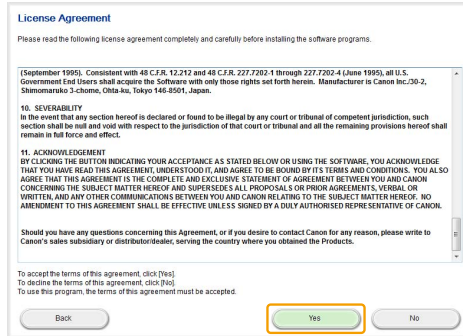 License Agreement
Please read the following license agreement completely and carefully before installing the software programs.
(September 1995). Consistent with 48 C.F.R. 12.212 and 48 C.F.R. 227.7202-1 through 227.7202-4 (June 1995), all U.S.
Government End Users shall acquire the Software with only those rights set forth herein. Manufacturer is Canon Inc./30-2,
Shimomaruko 3-chome, Ohta-ku, Tokyo 146-8501, Japan.
10. SEVERABILITY
In the event that any section hereof is declared or found to be illegal by any court or tribunal of competent jurisdiction, such
section shall be null and void with respect to the jurisdiction of that court or tribunal and all the remaining provisions hereof shall
remain in full force and effect.
11. ACKNOWLEDGEMENT
BY CLICKING THE BUTTON INDICATING YOUR ACCEPTANCE AS STATED BELOW OR USING THE SOFTWARE, YOU ACKNOWLEDGE
THAT YOU HAVE READ THIS AGREEMENT, UNDERSTOOD IT, AND AGREE TO BE BOUND BY ITS TERMS AND CONDITIONS. YOU ALSO
AGREE THAT THIS AGREEMENT IS THE COMPLETE AND EXCLUSIVE STATEMENT OF AGREEMENT BETWEEN YOU AND CANON
CONCERNING THE SUBJECT MATTER HEREOF AND SUPERSEDES ALL PROPOSALS OR PRIOR AGREEMENTS, VERBAL OR
WRITTEN, AND ANY OTHER COMMUNICATIONS BETWEEN YOU AND CANON RELATING TO THE SUBJECT MATTER HEREOF. NO
AMENDMENT TO THIS AGREEMENT SHALL BE EFFECTIVE UNLESS SIGNED BY A DULY AUTHORISED REPRESENTATIVE OF CANON.
Should you have any questions concerning this Agreement, or if you desire to contact Canon for any reason, please write to
Canon's sales subsidiary or distributor/dealer, serving the country where you obtained the Products.
To accept the terms of this agreement, click [Yes].
To decline the terms of this agreement, click [No].
To use this program, the terms of this agreement must be accepted.
Back
Yes
No